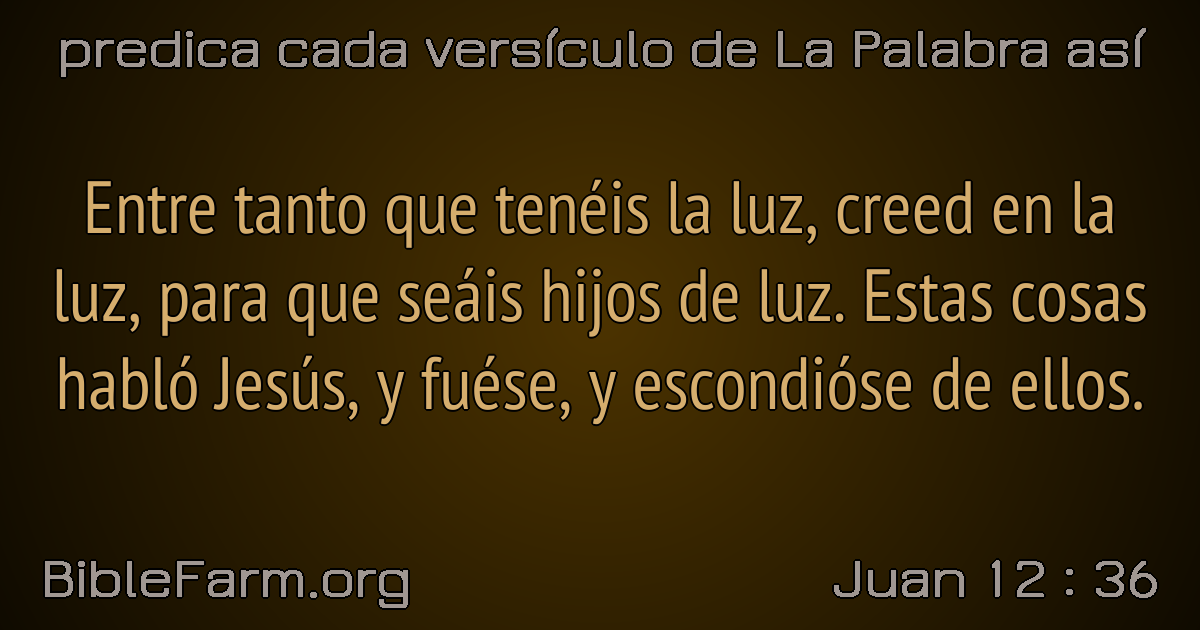 predica cada versículo de La Palabra así
Entre tanto que tenéis la luz, creed en la
luz, para que seáis hijos de luz. Estas cosas
habló Jesús, y fuése, y escondióse de ellos.
BibleFarm.org
Juan 12 : 36